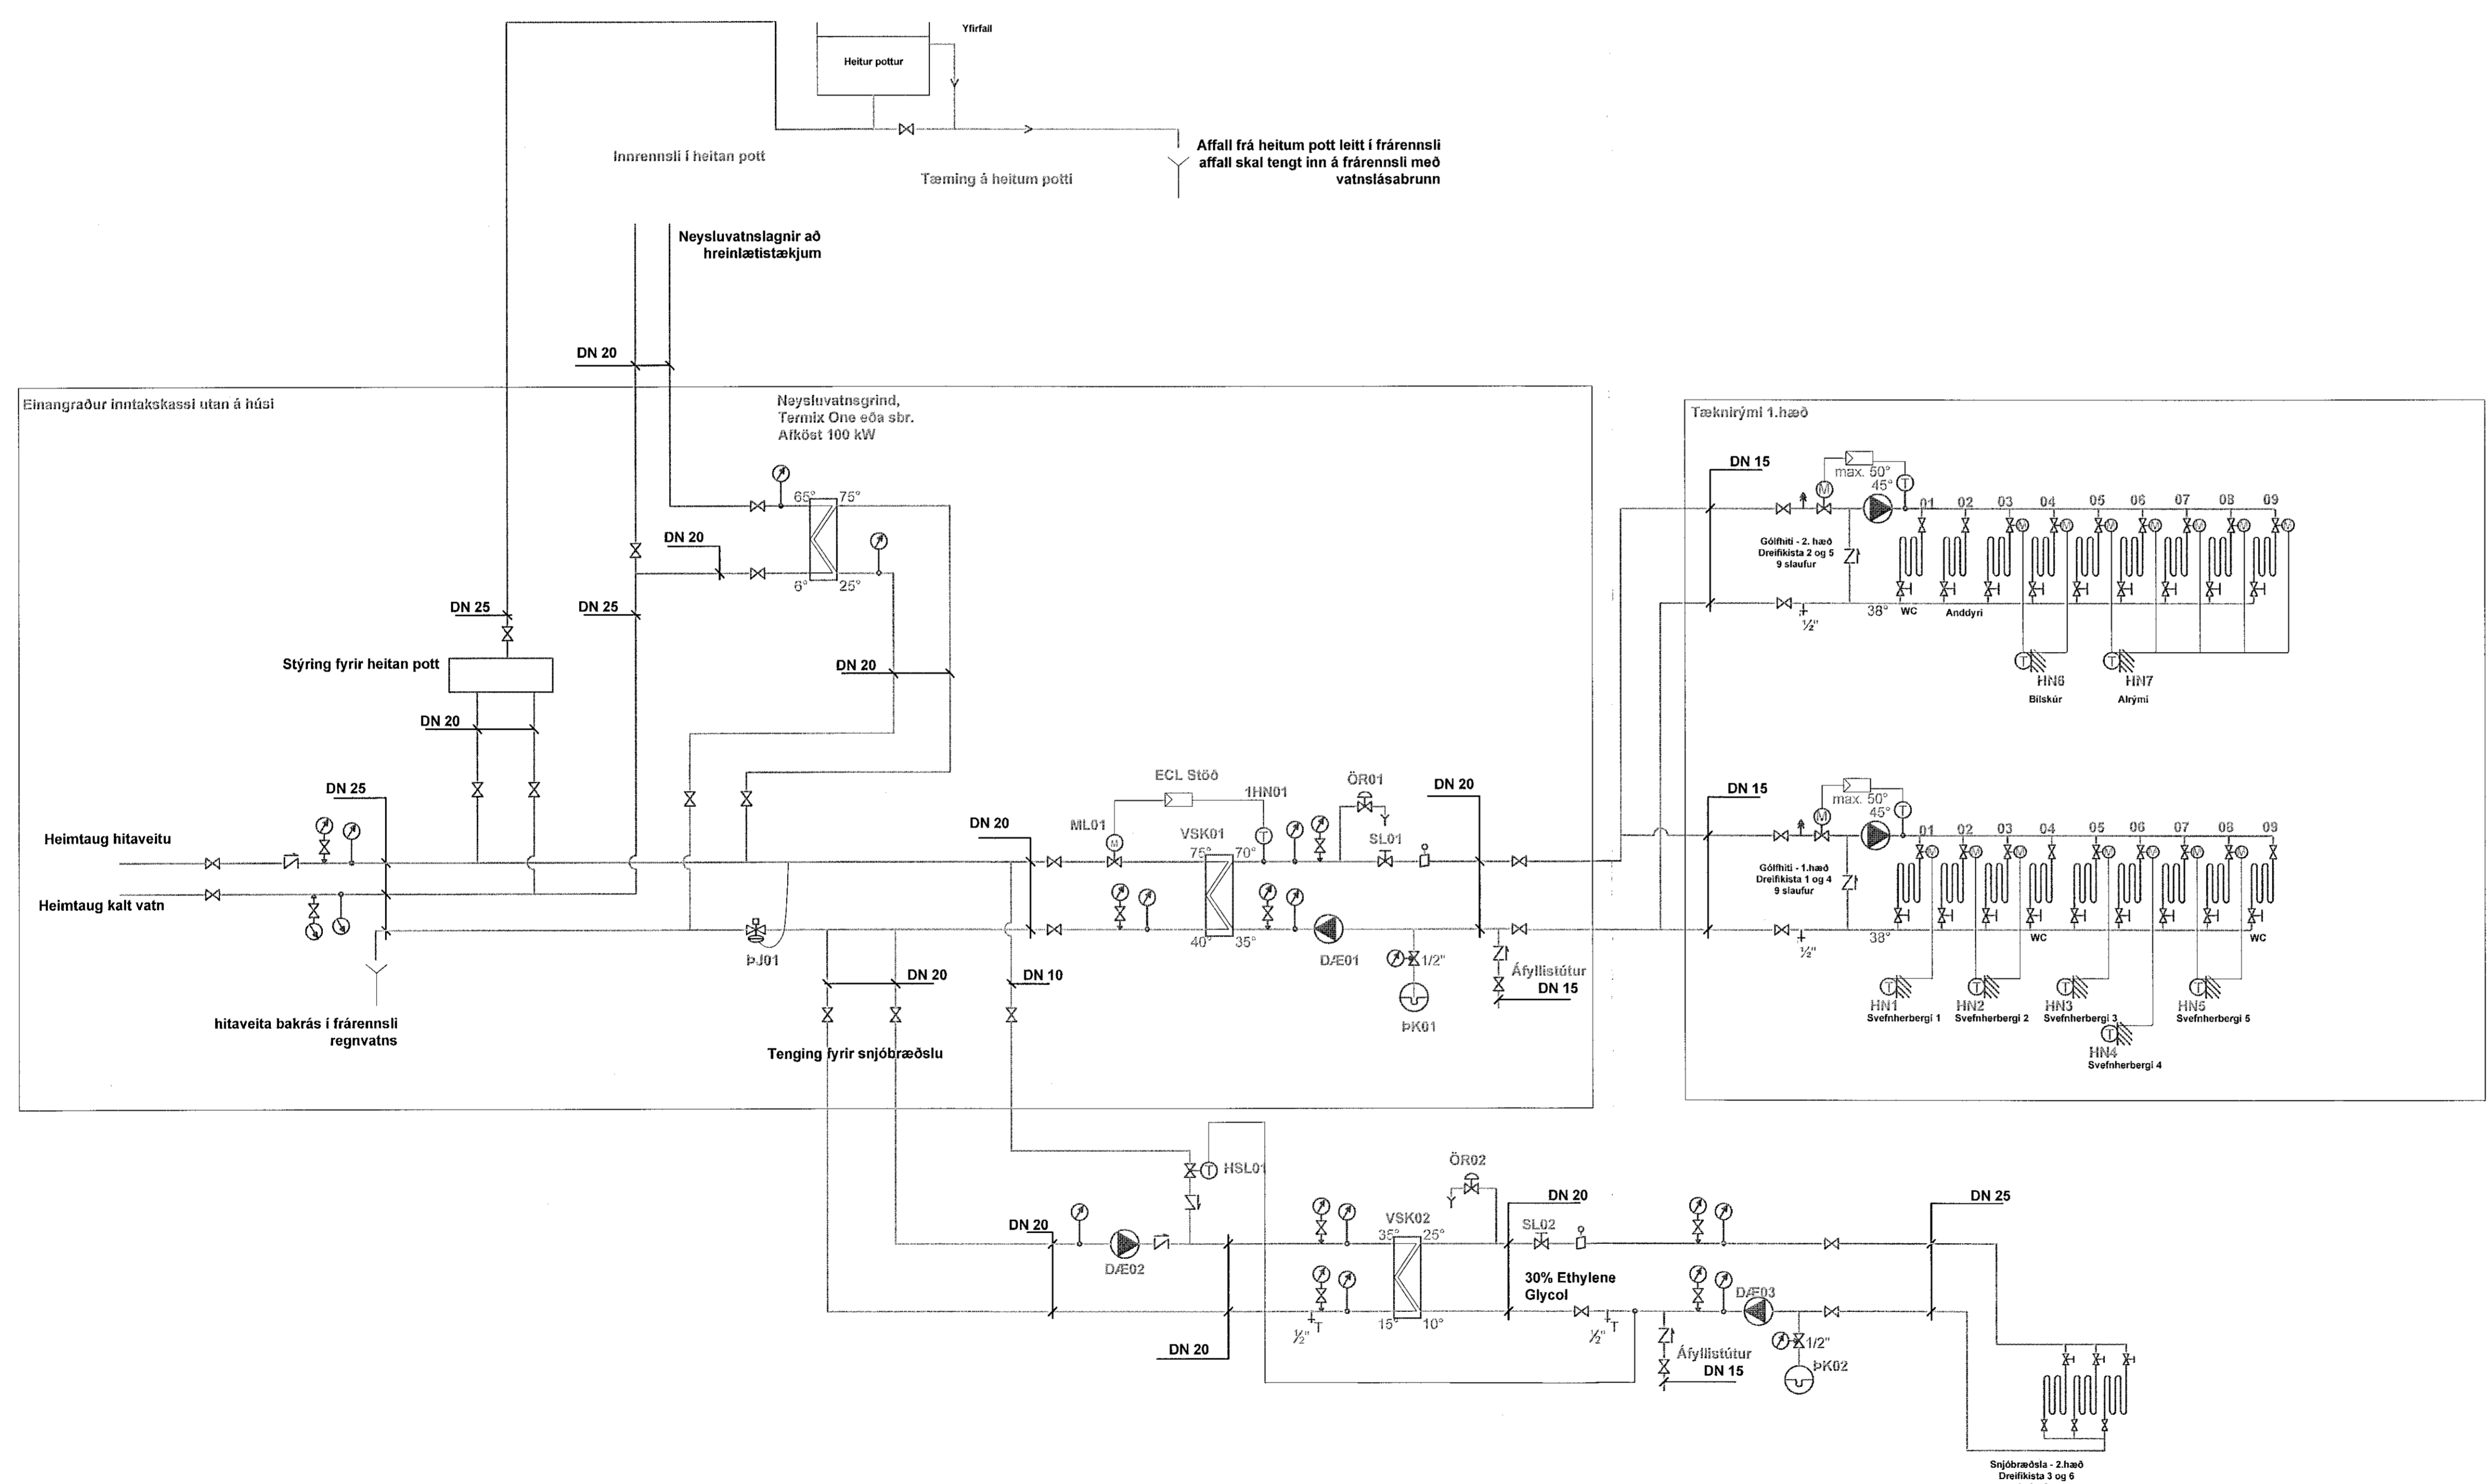 Yfirfall
Heitur pottur
Innrennsli í heitan pott
Tæming á heitum potti
Affall frá heitum pott leitt í frárennsli
affall skal tengt inn á frárennsli með
vatnslásabrunn
Neysluvatnslagnir að
hreinlætistækjum
DN 20
Einangraður inntakskassi utan á húsi
Neysluvatnsgrind,
Termix One eða sbr.
Afköst 100 kW
65° 75°
DN 20
6° 25°
DN 25
DN 25
Stýring fyrir heitan pott
DN 20
DN 20
DN 25
Heimtaug hitaveitu
Heimtaug kalt vatn
hitaveita bakrás í frárennsli
regnvatns
ÞJ01
DN 20
DN 20
DN 10
Tenging fyrir snjóbræðslu
ECL Stöð
1HN01
ML01
M
VSK01
75° 70°
T
40° 35°
ÖR01
SL01
DN 20
DÆ01
1/2"
ÞK01
Áfyllistútur
DN 15
Tæknirými 1.hæð
DN 15
max. 50°
45°
M
T
01 02 03 04 05 06 07 08 09
M M M M M M M
Gólfhiti - 2. hæð
Dreifikista 2 og 5
9 slaufur
38°
WC
Anddyri
½"
T
HN6
Bílskúr
T
HN7
Alrými
DN 15
max. 50°
45°
M
T
01 02 03 04 05 06 07 08 09
M M M M M M M
Gólfhiti - 1.hæð
Dreifikista 1 og 4
9 slaufur
38°
WC
WC
½"
T
HN1
Svefnherbergi 1
T
HN2
Svefnherbergi 2
T
HN3
Svefnherbergi 3
T
HN4
Svefnherbergi 4
T
HN5
Svefnherbergi 5
T
HSL01
DN 20
DÆ02
DN 20
VSK02
35° 25°
15° 10°
½"
T
ÖR02
DN 20
SL02
30% Ethylene
Glycol
½"
T
DÆ03
Áfyllistútur
DN 15
1/2"
ÞK02
DN 25
Snjóbræðsla - 2.hæð
Dreifikista 3 og 6